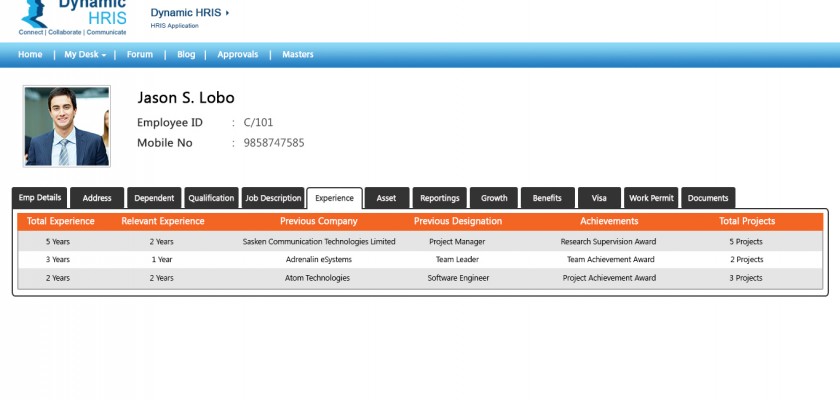 Dynamic
HRIS
Connect | Collaborate | Communicate
Dynamic HRIS
HRIS Application
Home | My Desk | Forum | Blog | Approvals | Masters
Jason S. Lobo
Employee ID : C/101
Mobile No : 9858747585
Emp Details Address Dependent Qualification Job Description Experience Asset Reportings Growth Benefits Visa Work Permit Documents
Total Experience Relevant Experience Previous Company Previous Designation Achievements Total Projects
5 Years 2 Years Sasken Communication Technologies Limited Project Manager Research Supervision Award 5 Projects
3 Years 1 Year Adrenalin eSystems Team Leader Team Achievement Award 2 Projects
2 Years 2 Years Atom Technologies Software Engineer Project Achievement Award 3 Projects